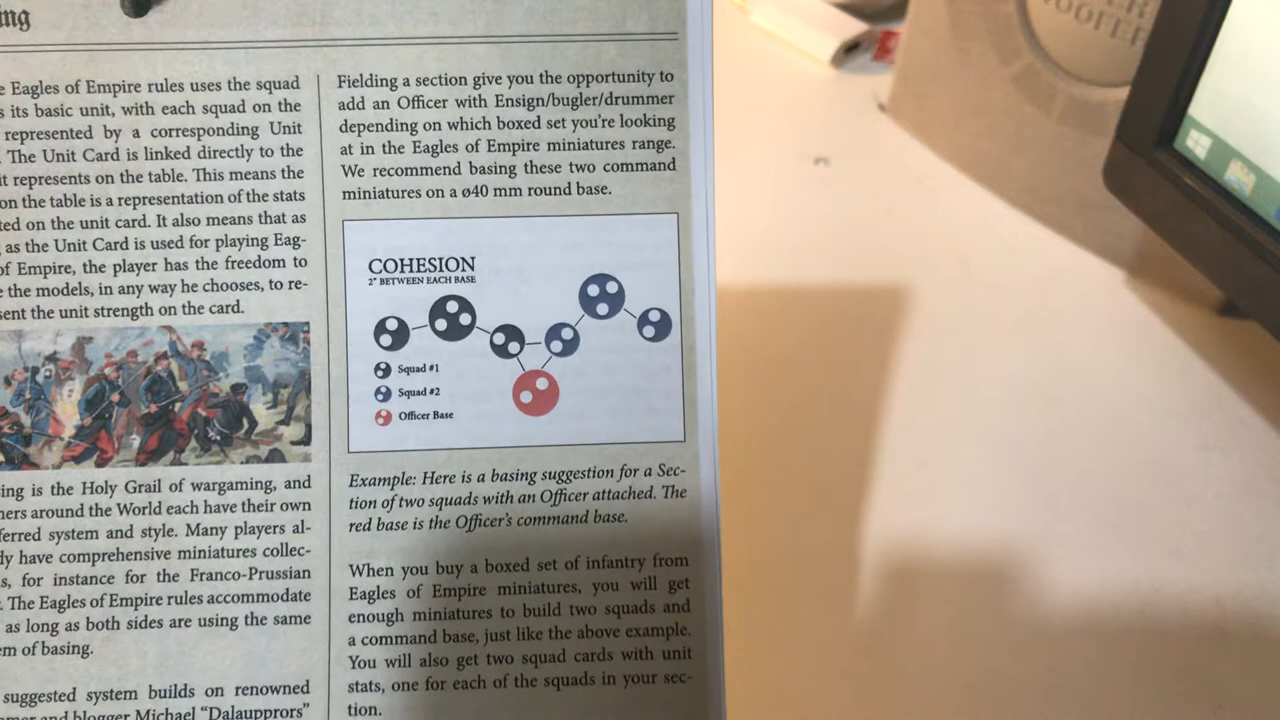 ing
e Eagles of Empire rules uses the squad
s its basic unit, with each squad on the
represented by a corresponding Unit
. The Unit Card is linked directly to the
it represents on the table. This means the
on the table is a representation of the stats
ted on the unit card. It also means that as
as the Unit Card is used for playing Eag-
of Empire, the player has the freedom to
e the models, in any way he chooses, to re-
sent the unit strength on the card.
ing is the Holy Grail of wargaming, and
ners around the World each have their own
ferred system and style. Many players al-
dy have comprehensive miniatures collec-
s, for instance for the Franco-Prussian
. The Eagles of Empire rules accommodate
as long as both sides are using the same
em of basing.
suggested system builds on renowned
and blogger Michael “Dalauppror”
Fielding a section give you the opportunity to
add an Officer with Ensign/bugler/drummer
depending on which boxed set you’re looking
at in the Eagles of Empire miniatures range.
We recommend basing these two command
miniatures on a ø40 mm round base.
COHESION
2" BETWEEN EACH BASE
Squad #1
Squad #2
Officer Base
Example: Here is a basing suggestion for a Sec-
tion of two squads with an Officer attached. The
red base is the Officer’s command base.
When you buy a boxed set of infantry from
Eagles of Empire miniatures, you will get
enough miniatures to build two squads and
a command base, just like the above example.
You will also get two squad cards with unit
stats, one for each of the squads in your sec-
tion.